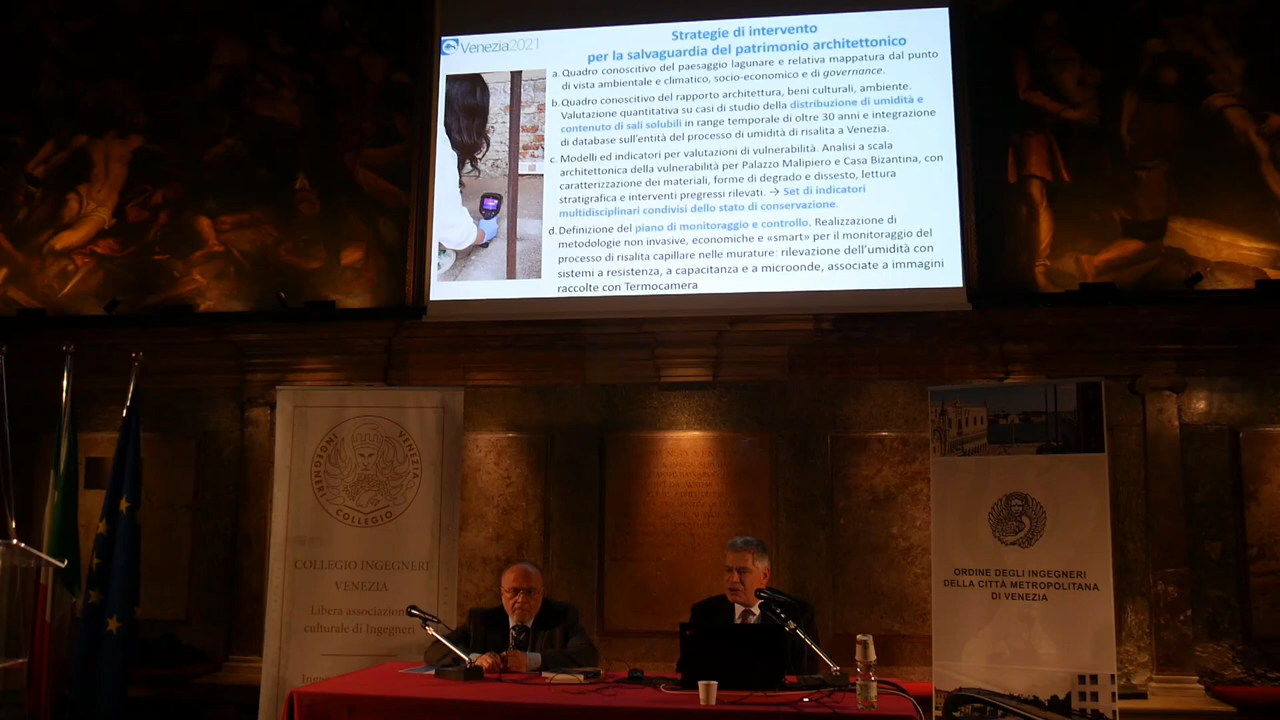 Venezia2021
Strategie di intervento
per la salvaguardia del patrimonio architettonico
a. Quadro conoscitivo del paesaggio lagunare e relativa mappatura dal punto
di vista ambientale e climatico, socio-economico e di governance.
b. Quadro conoscitivo del rapporto architettura, beni culturali, ambiente.
Valutazione quantitativa su casi di studio della distribuzione di umidità e
contenuto di sali solubili in range temporale di oltre 30 anni e integrazione
di database sull'entità del processo di umidità di risalita a Venezia.
c. Modelli ed indicatori per valutazioni di vulnerabilità. Analisi a scala
architettonica della vulnerabilità per Palazzo Malipiero e Casa Bizantina, con
caratterizzazione dei materiali, forme di degrado e dissesto, lettura
stratigrafica e interventi pregressi rilevati. → Set di indicatori
multidisciplinari condivisi dello stato di conservazione.
d. Definizione del piano di monitoraggio e controllo. Realizzazione di
metodologie non invasive, economiche e «smart» per il monitoraggio del
processo di risalita capillare nelle murature: rilevazione dell'umidità con
sistemi a resistenza, a capacitanza e a microonde, associate a immagini
raccolte con Termocamera
INGEGNERI VENEZIA
COLLEGIO
COLLEGIO INGEGNERI
VENEZIA
Libera associazion
culturale di Ingegneri
ORDINE DEGLI INGEGNERI
DELLA CITTÀ METROPOLITANA
DI VENEZIA